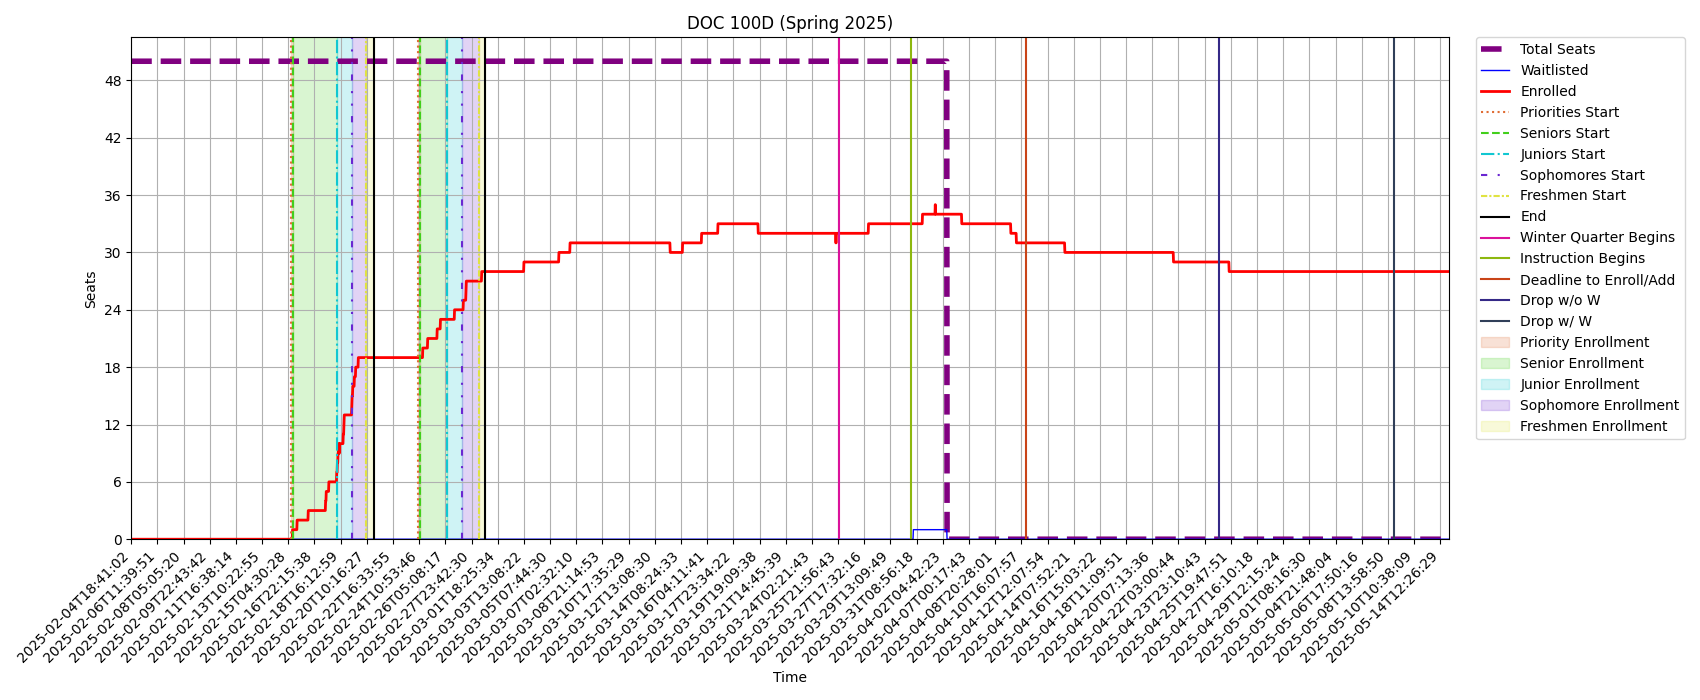 DOC 100D (Spring 2025)
Seats
48
42
36
30
24
18
12
6
0
2025-02-04T18:41:02
2025-02-06T11:39:51
2025-02-08T05:05:20
2025-02-09T22:43:42
2025-02-11T16:38:14
2025-02-13T10:22:55
2025-02-15T04:30:28
2025-02-16T22:15:38
2025-02-18T16:12:59
2025-02-20T10:16:27
2025-02-22T16:33:55
2025-02-24T10:53:46
2025-02-26T05:08:17
2025-02-27T23:42:30
2025-03-01T18:25:34
2025-03-03T13:08:22
2025-03-05T07:44:30
2025-03-07T02:32:10
2025-03-08T21:14:53
2025-03-10T17:35:29
2025-03-12T13:08:30
2025-03-14T08:24:33
2025-03-16T04:11:41
2025-03-17T23:34:22
2025-03-19T19:09:38
2025-03-21T14:45:39
2025-03-24T02:21:43
2025-03-25T21:56:43
2025-03-27T17:32:16
2025-03-29T13:09:49
2025-03-31T08:56:18
2025-04-02T04:42:23
2025-04-07T00:17:43
2025-04-08T20:28:01
2025-04-10T16:07:57
2025-04-12T12:07:54
2025-04-14T07:52:21
2025-04-16T15:03:22
2025-04-18T11:09:51
2025-04-20T07:13:36
2025-04-22T03:00:44
2025-04-23T23:10:43
2025-04-25T19:47:51
2025-04-27T16:10:18
2025-04-29T12:15:24
2025-05-01T08:16:30
2025-05-04T21:48:04
2025-05-06T17:50:16
2025-05-08T13:58:50
2025-05-10T10:38:09
2025-05-14T12:26:29
Time
Total Seats
Waitlisted
Enrolled
Priorities Start
Seniors Start
Juniors Start
Sophomores Start
Freshmen Start
End
Winter Quarter Begins
Instruction Begins
Deadline to Enroll/Add
Drop w/o W
Drop w/ W
Priority Enrollment
Senior Enrollment
Junior Enrollment
Sophomore Enrollment
Freshmen Enrollment